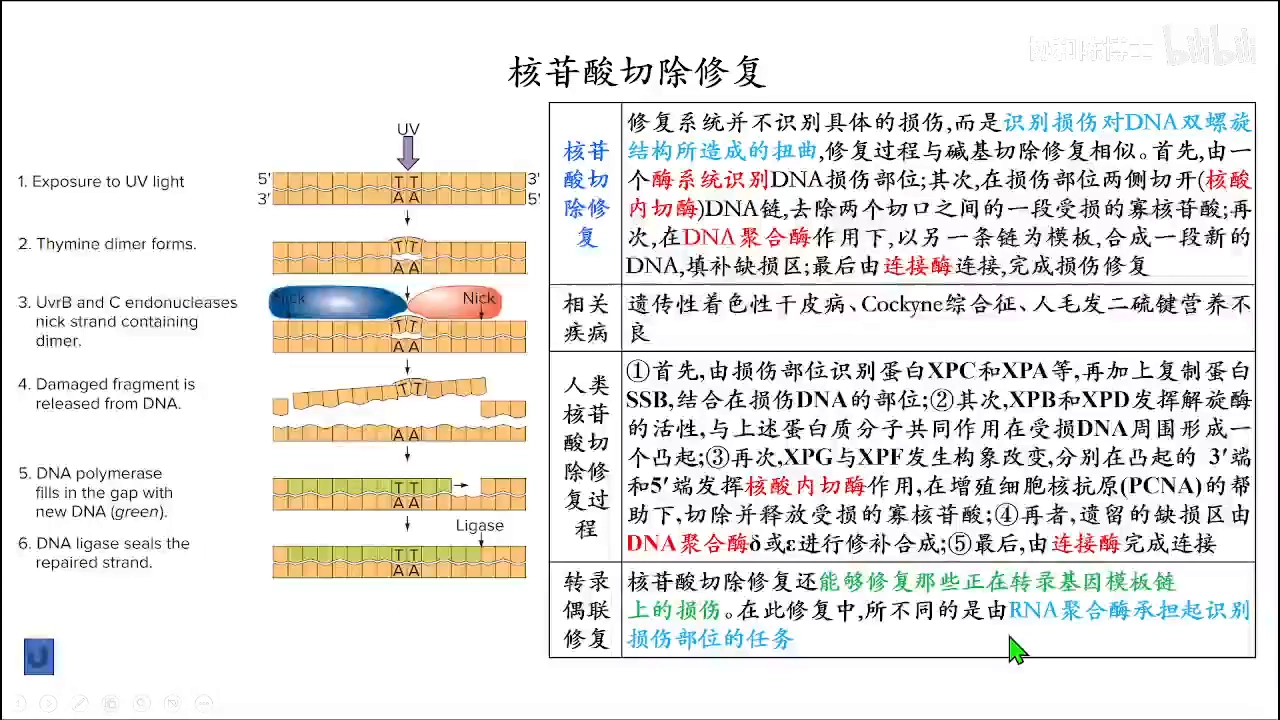 bilibili
核苷酸切除修复
UV
1. Exposure to UV light
5'
3'
T T
3'
5'
A A
2. Thymine dimer forms.
T T
A A
3. UvrB and C endonucleases
nick strand containing
dimer.
Nick
Nick
T T
A A
4. Damaged fragment is
released from DNA.
T T
A A
5. DNA polymerase
fills in the gap with
new DNA (green).
T T
A A
Ligase
6. DNA ligase seals the
repaired strand.
T T
A A
核苷
酸切
除修
复
修复系统并不识别具体的损伤,而是识别损伤对DNA双螺旋
结构所造成的扭曲,修复过程与碱基切除修复相似。首先,由一
个酶系统识别DNA损伤部位;其次,在损伤部位两侧切开(核酸
内切酶)DNA链,去除两个切口之间的一段受损的寡核苷酸;再
次,在DNA聚合酶作用下,以另一条链为模板,合成一段新的
DNA,填补缺损区;最后由连接酶连接,完成损伤修复
相关
疾病
遗传性着色性干皮病、Cockyne综合征、人毛发二硫键营养不
良
人类
核苷
酸切
除修
复过
程
①首先,由损伤部位识别蛋白XPC和XPA等,再加上复制蛋白
SSB,结合在损伤DNA的部位;②其次,XPB和XPD发挥解旋酶
的活性,与上述蛋白质分子共同作用在受损DNA周围形成一
个凸起;③再次,XPG与XPF发生构象改变,分别在凸起的 3′端
和5′端发挥核酸内切酶作用,在增殖细胞核抗原(PCNA)的帮
助下,切除并释放受损的寡核苷酸;④再者,遗留的缺损区由
DNA聚合酶δ或ε进行修补合成;⑤最后,由连接酶完成连接
转录
偶联
修复
核苷酸切除修复还能够修复那些正在转录基因模板链
上的损伤。在此修复中,所不同的是由RNA聚合酶承担起识别
损伤部位的任务